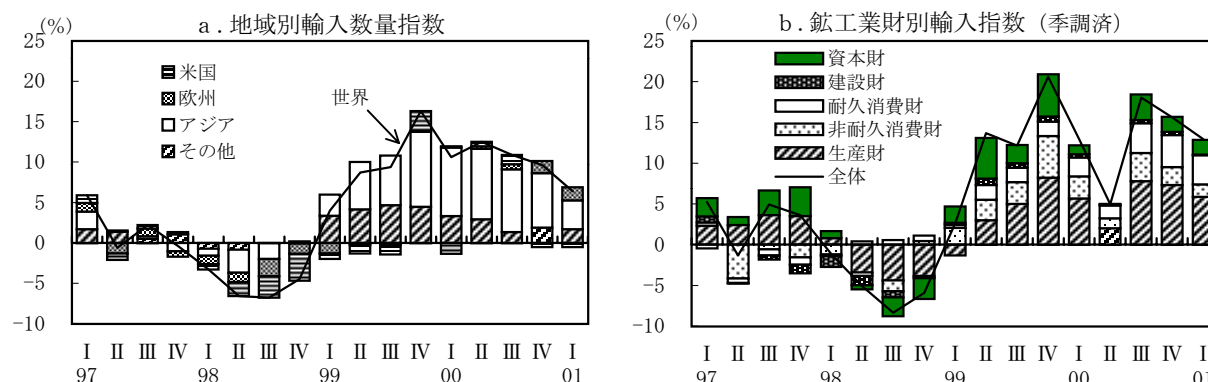 (%) a．地域別輸入数量指数
25
20
15
10
5
0
−5
−10
米国
欧州
アジア
その他
世界
Ⅰ Ⅱ Ⅲ Ⅳ Ⅰ Ⅱ Ⅲ Ⅳ Ⅰ Ⅱ Ⅲ Ⅳ Ⅰ Ⅱ Ⅲ Ⅳ Ⅰ
97 98 99 00 01
(%) b．鉱工業財別輸入指数（季調済）
25
20
15
10
5
0
−5
−10
資本財
建設財
耐久消費財
非耐久消費財
生産財
全体
Ⅰ Ⅱ Ⅲ Ⅳ Ⅰ Ⅱ Ⅲ Ⅳ Ⅰ Ⅱ Ⅲ Ⅳ Ⅰ Ⅱ Ⅲ Ⅳ Ⅰ
97 98 99 00 01